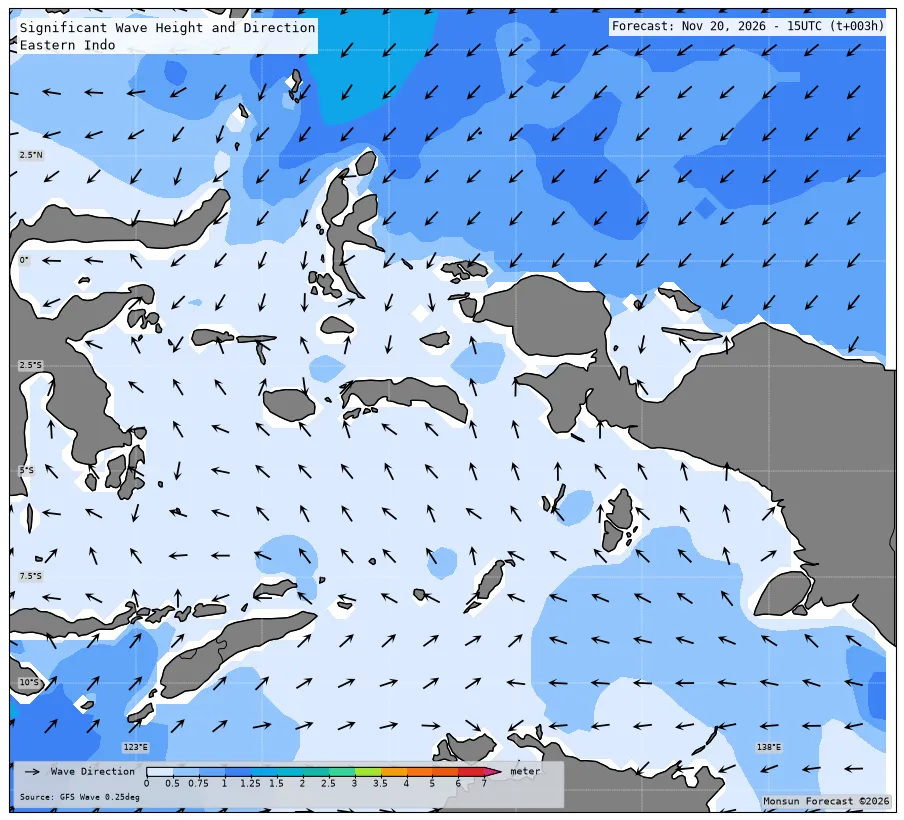 Significant Wave Height and Direction
Eastern Indo
Forecast: Nov 20, 2026 - 15UTC (t+003h)
2.5°N
0°
2.5°S
5°S
7.5°S
10°S
123°E
138°E
Wave Direction
meter
0 0.5 0.75 1 1.25 1.5 2 2.5 3 3.5 4 5 6 7
Source: GFS Wave 0.25deg
Monsun Forecast ©2026